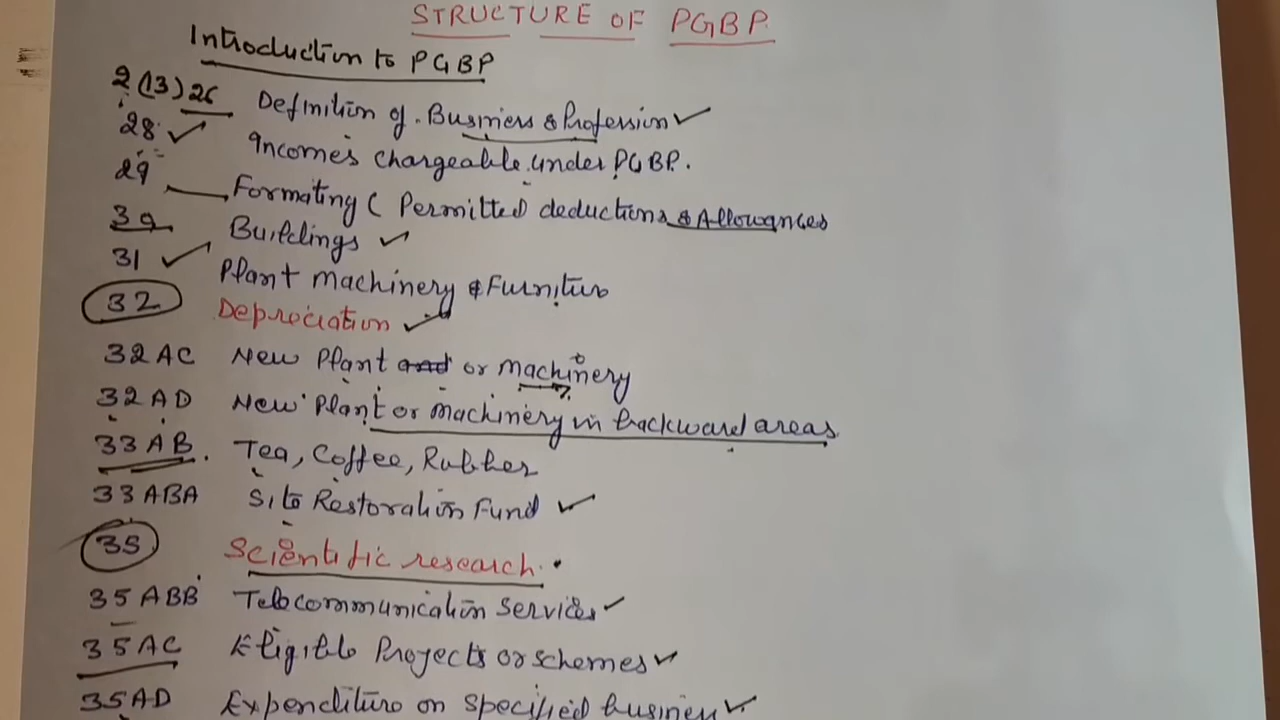 STRUCTURE OF PGBP.
Introduction to PGBP
2(13) 26 Definition of Business & Profession ✓
28 ✓ Incomes chargeable under PGBP.
29 — Formating ( Permitted deductions & Allowances
30 Buildings ✓
31 ✓ Plant machinery & Furniture
32 Depreciation ✓
32AC New Plant and or machinery
32AD New Plant or machinery in backward areas
33AB. Tea, Coffee, Rubber
33ABA Site Restoration Fund ✓
35 Scientific research.
35ABB Telecommunication Services ✓
35AC Eligible Projects or schemes ✓
35AD Expenditure on specified business ✓